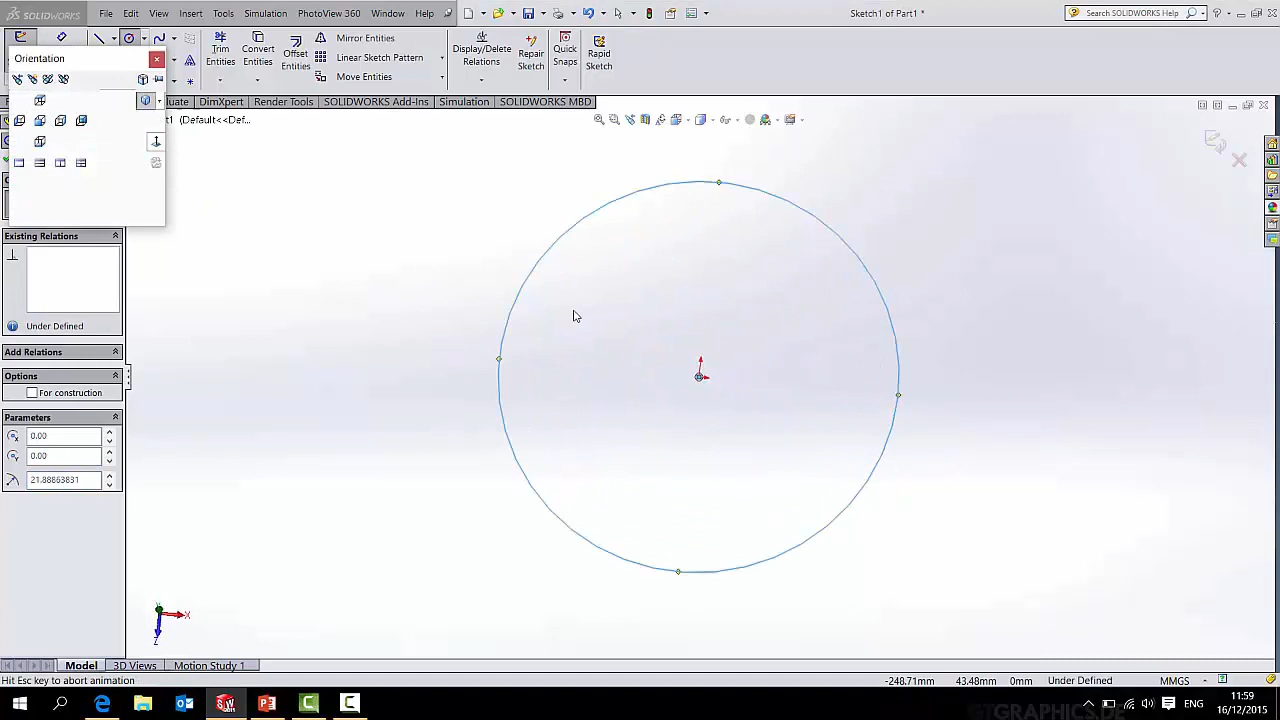 SOLIDWORKS File Edit View Insert Tools Simulation PhotoView 360 Window Help Sketch1 of Part1 * Search SOLIDWORKS Help
Orientation
Trim Entities Convert Entities Offset Entities Mirror Entities Linear Sketch Pattern Move Entities Display/Delete Relations Repair Sketch Quick Snaps Rapid Sketch
DimXpert Render Tools SOLIDWORKS Add-Ins Simulation SOLIDWORKS MBD
(Default<<Def...
Existing Relations
Under Defined
Add Relations
Options
For construction
Parameters
0.00
0.00
21.88863831
X
Z
Model 3D Views Motion Study 1
Hit Esc key to abort animation -248.71mm 43.48mm 0mm Under Defined MMGS
ENG 11:59
16/12/2015